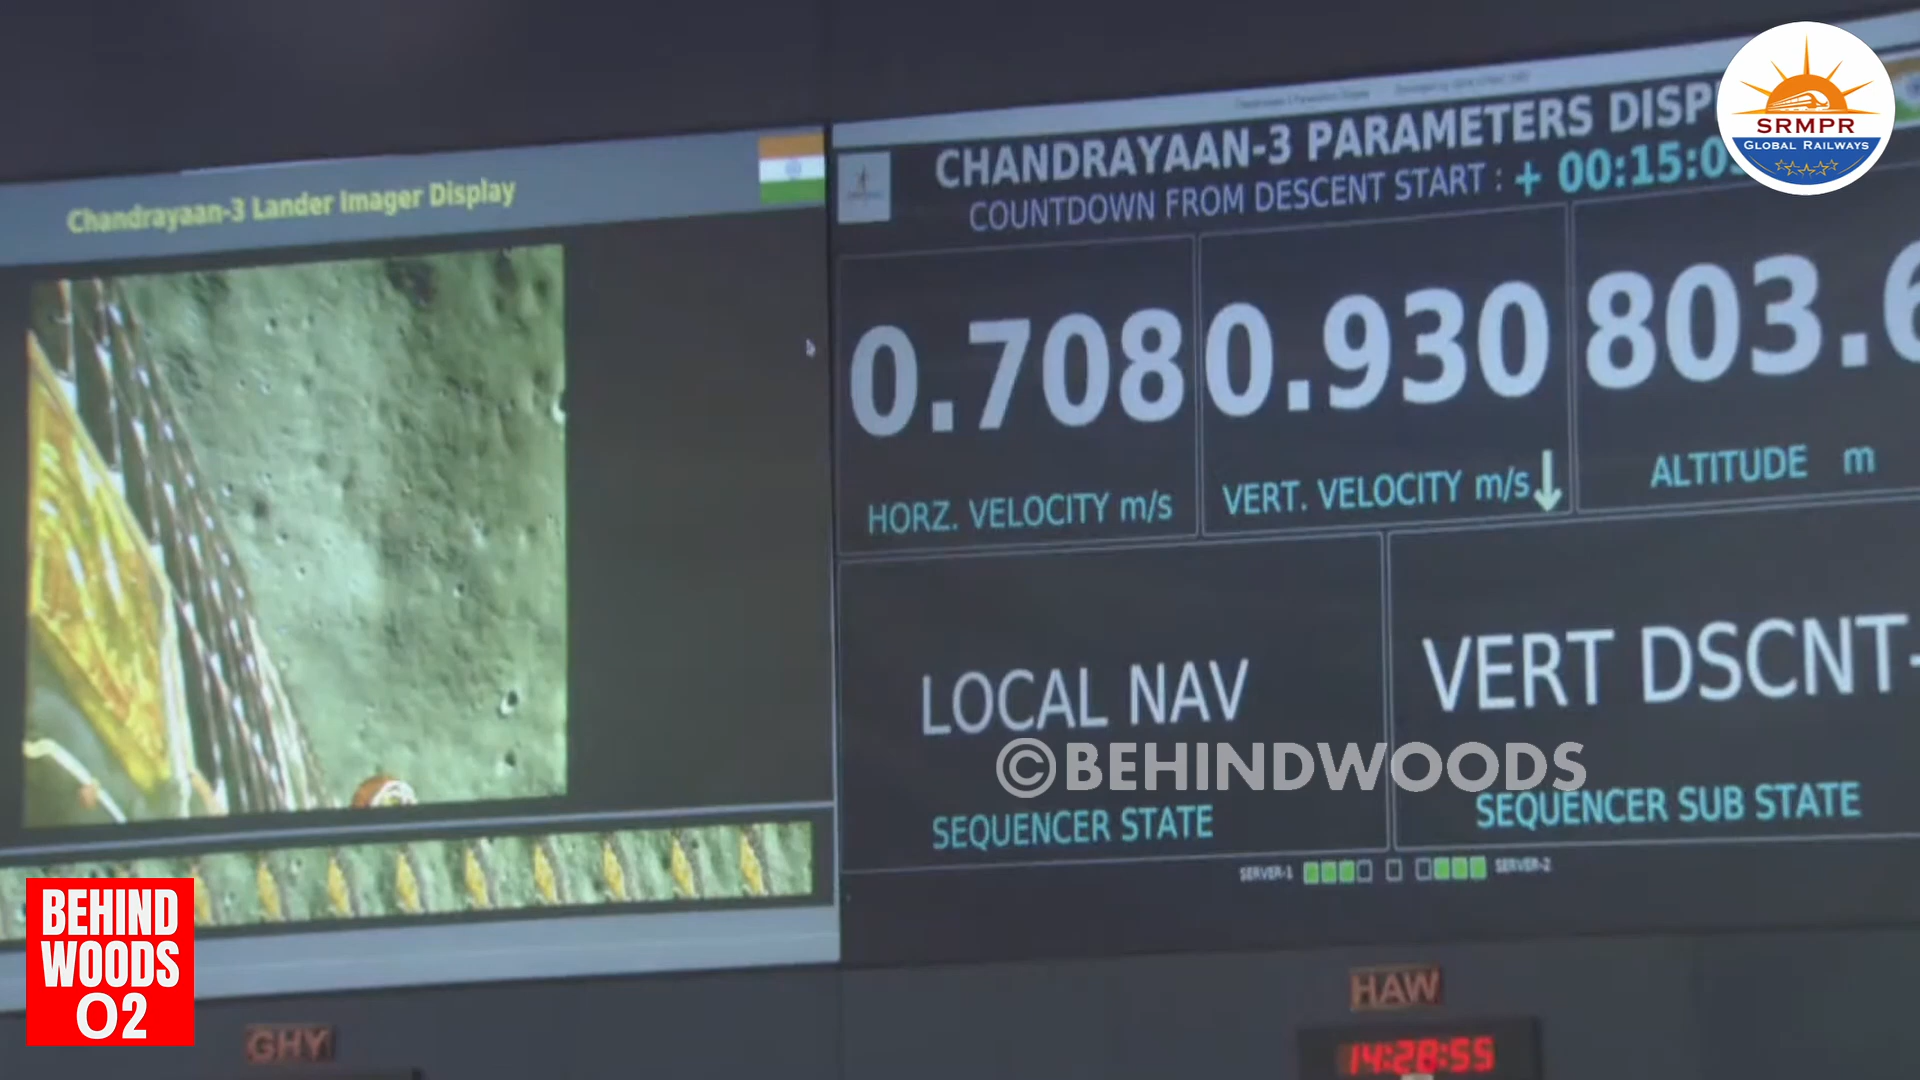 Chandrayaan-3 Lander Imager Display
CHANDRAYAAN-3 PARAMETERS DISP
COUNTDOWN FROM DESCENT START : + 00:15:0
0.708
HORZ. VELOCITY m/s
0.930
VERT. VELOCITY m/s
803.6
ALTITUDE m
LOCAL NAV
SEQUENCER STATE
VERT DSCNT-
SEQUENCER SUB STATE
©BEHINDWOODS
SERVER-1
SERVER-2
SRMPR
GLOBAL RAILWAYS
BEHIND
WOODS
O2
GHY
HAW
14:28:55